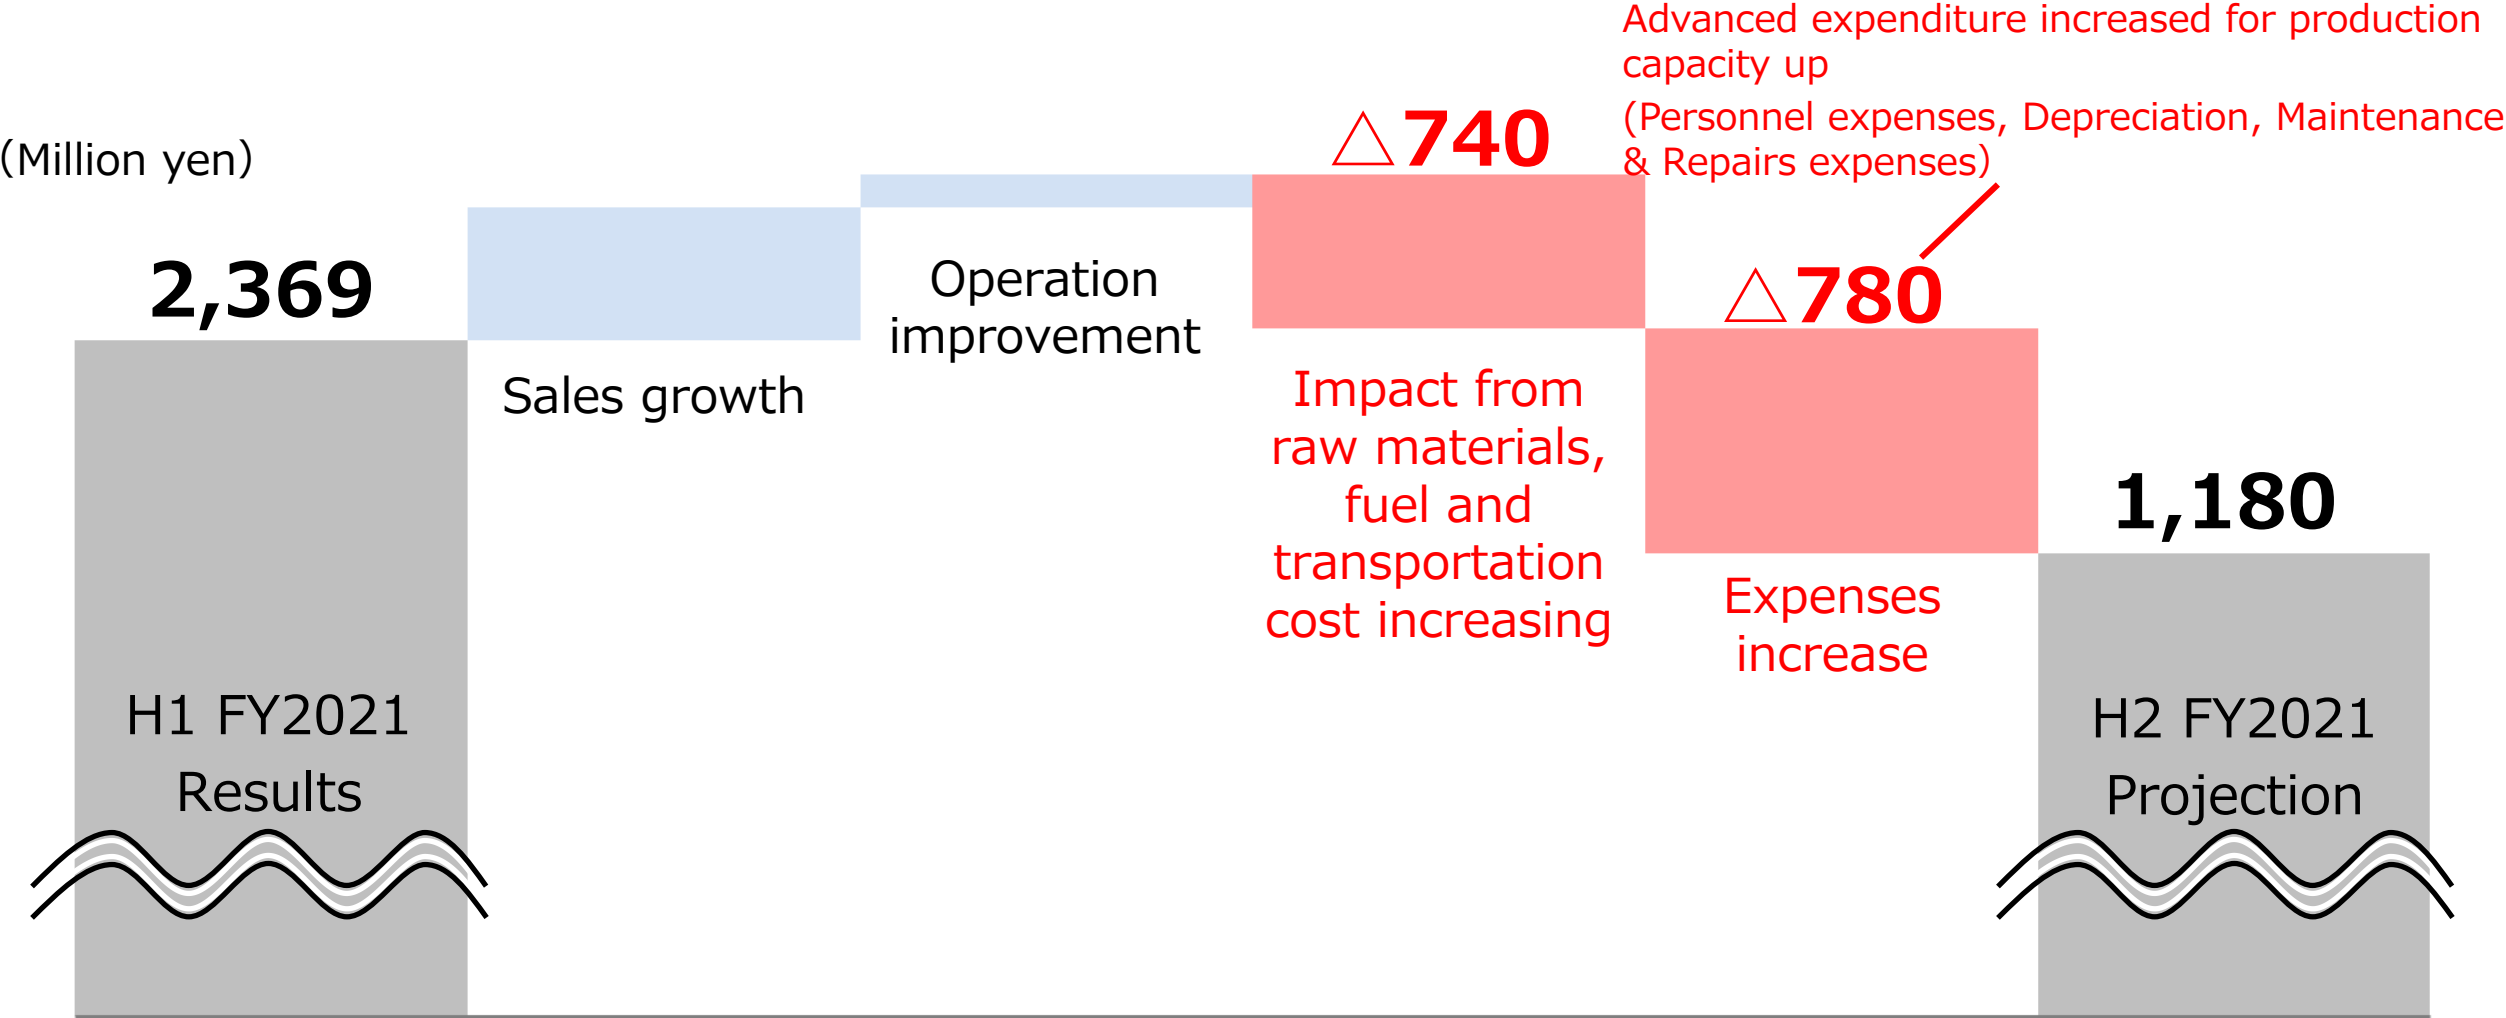 Advanced expenditure increased for production
capacity up
(Personnel expenses, Depreciation, Maintenance
& Repairs expenses)
(Million yen)
2,369
△740
△780
1,180
Sales growth
Operation
improvement
Impact from
raw materials,
fuel and
transportation
cost increasing
Expenses
increase
H1 FY2021
Results
H2 FY2021
Projection